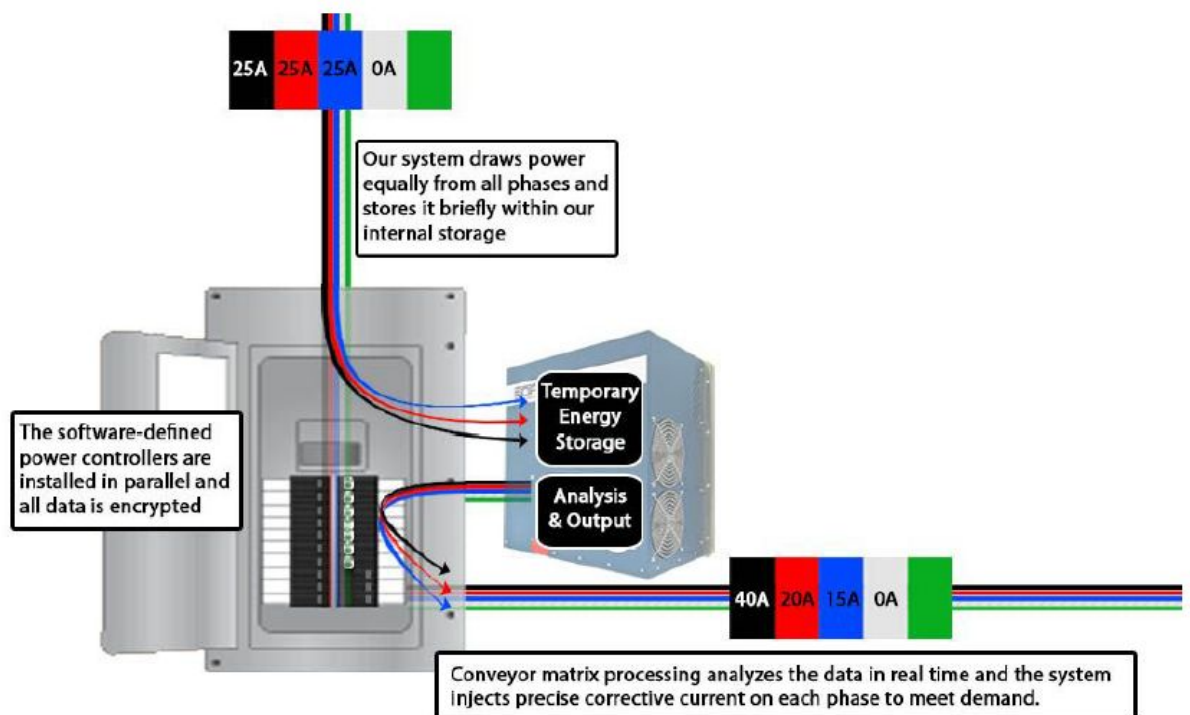 25A 25A 25A 0A
Our system draws power
equally from all phases and
stores it briefly within our
internal storage
Temporary
Energy
Storage
The software-defined
power controllers are
installed in parallel and
all data is encrypted
Analysis
& Output
40A 20A 15A 0A
Conveyor matrix processing analyzes the data in real time and the system
injects precise corrective current on each phase to meet demand.